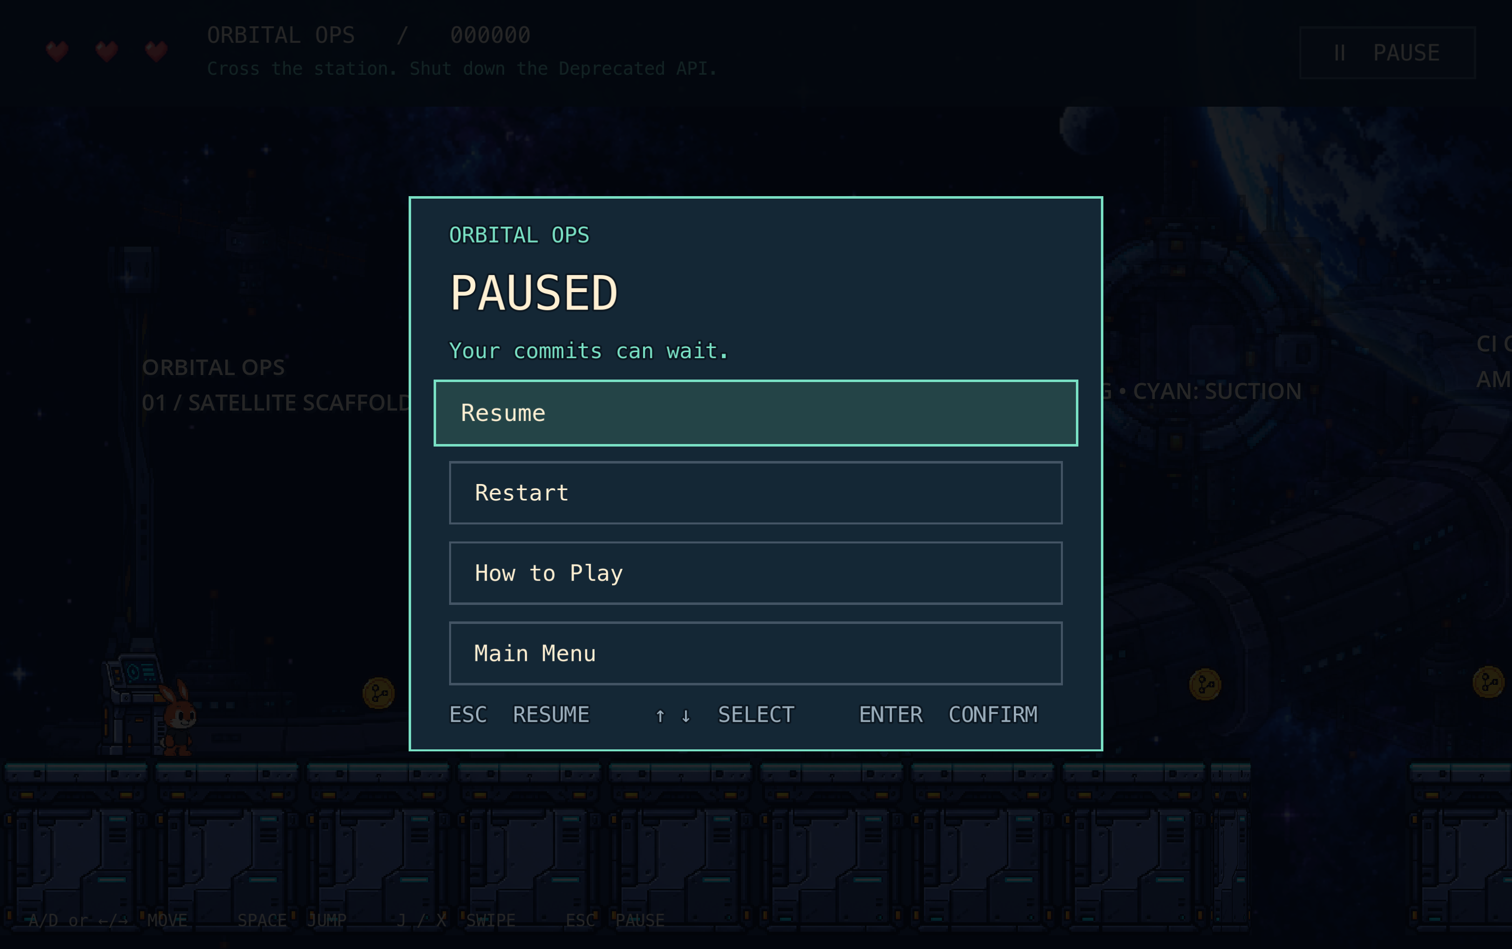 ORBITAL OPS / 000000
Cross the station. Shut down the Deprecated API.
II PAUSE
ORBITAL OPS
PAUSED
Your commits can wait.
Resume
Restart
How to Play
Main Menu
ESC RESUME ↑ ↓ SELECT ENTER CONFIRM
ORBITAL OPS
01 / SATELLITE SCAFFOLD
• CYAN: SUCTION
CI
A/D or ←/→ MOVE SPACE JUMP J / X SWIPE ESC PAUSE